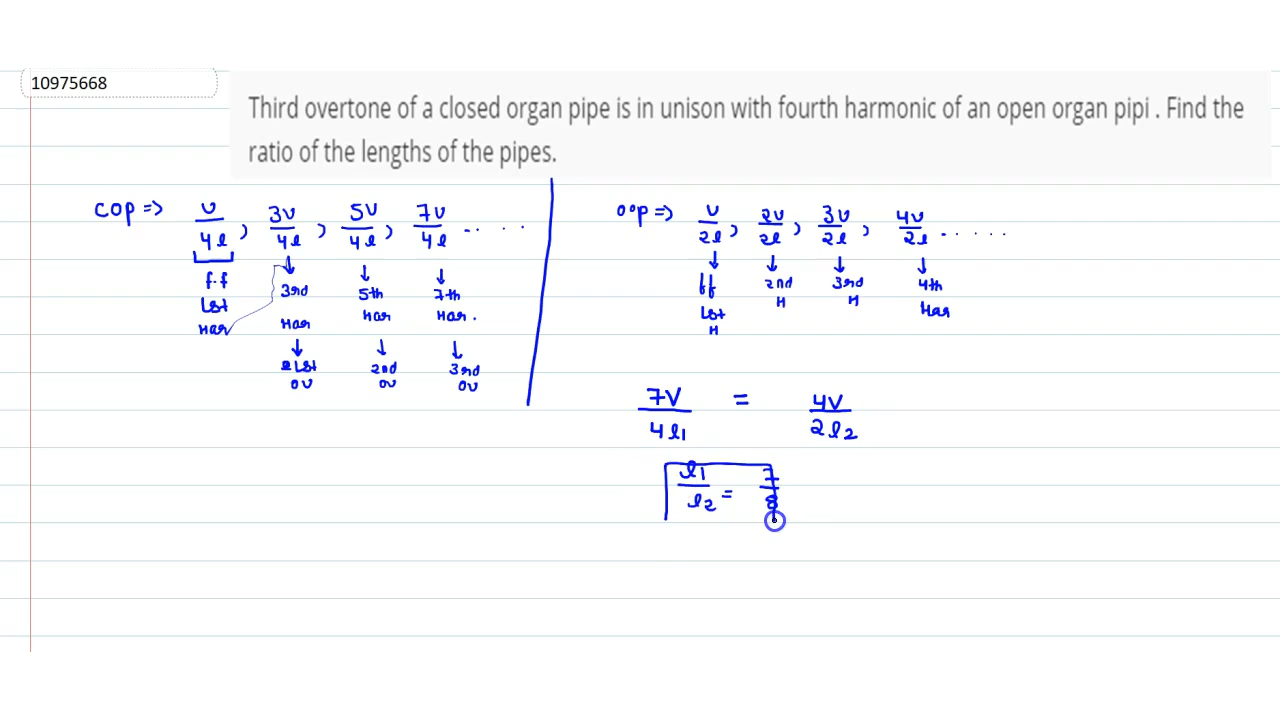 10975668
Third overtone of a closed organ pipe is in unison with fourth harmonic of an open organ pipi . Find the
ratio of the lengths of the pipes.
COP => v/4l , 3v/4l , 5v/4l , 7v/4l .. . . .
f.f
1st
Har
3rd
Har
1st
OV
5th
Har
2nd
OV
7th
Har .
3rd
OV
OOP => v/2l , 2v/2l , 3v/2l , 4v/2l . . . . . .
ff
1st
H
2nd
H
3rd
H
4th
Har
7V/4l1 = 4V/2l2
l1/l2 = 7/8